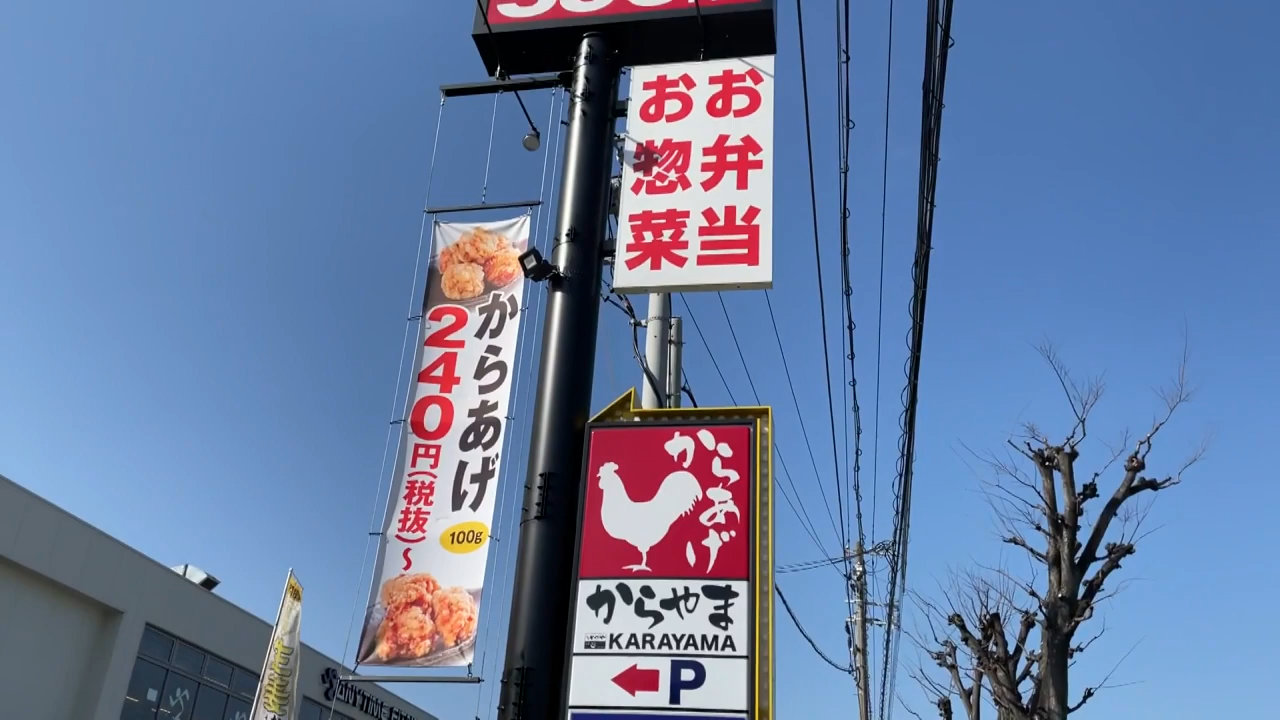 お弁当
お惣菜
からあげ
240円(税抜)~
100g
からあげ
からやま
KARAYAMA
P
ANYTIME